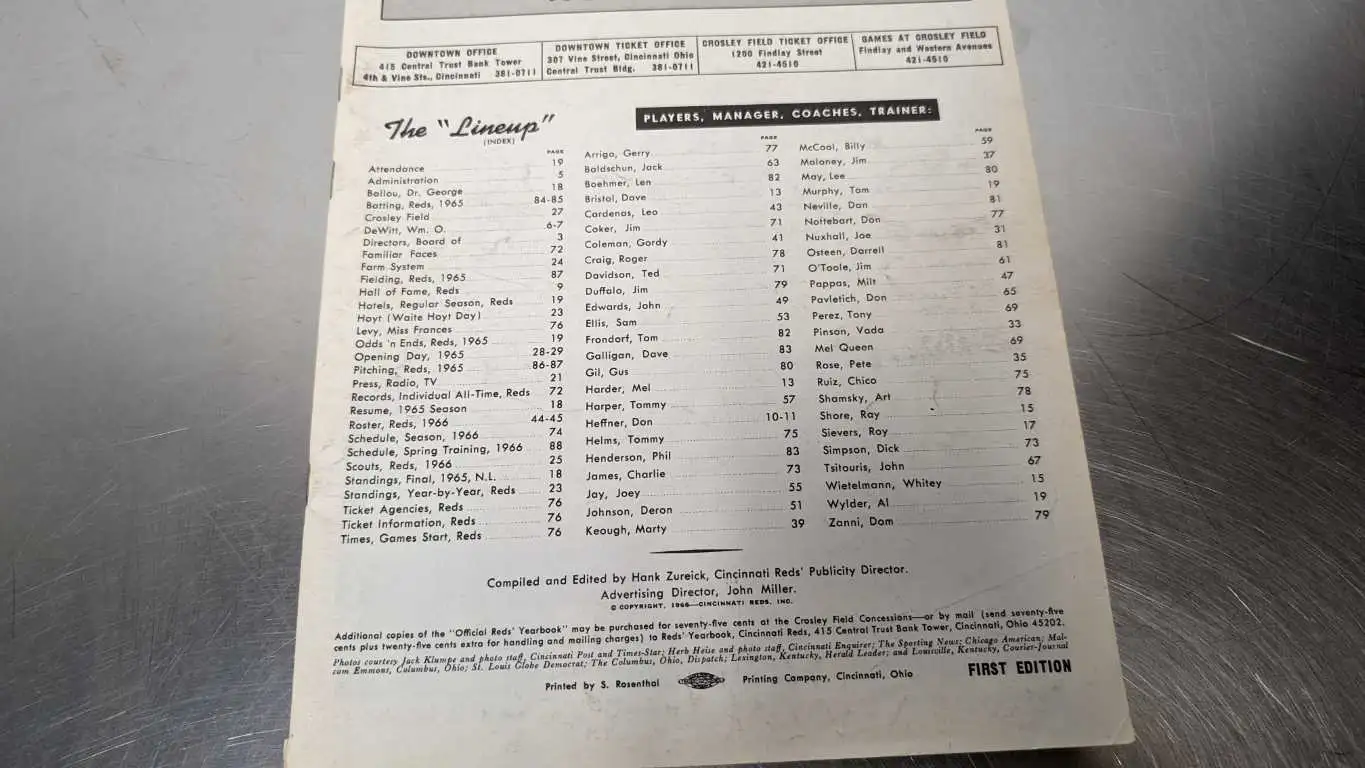 DOWNTOWN OFFICE
415 Central Trust Bank Tower
4th & Vine Sts., Cincinnati 381-0711
DOWNTOWN TICKET OFFICE
307 Vine Street, Cincinnati Ohio
Central Trust Bldg. 381-0711
CROSLEY FIELD TICKET OFFICE
1200 Findlay Street
421-4510
GAMES AT CROSLEY FIELD
Findlay and Western Avenues
421-4510
The "Lineup"
(INDEX)
PAGE
Attendance 19
Administration 5
Ballou, Dr. George 18
Batting, Reds, 1965 84-85
Crosley Field 27
DeWitt, Wm. O. 6-7
Directors, Board of 3
Familiar Faces 72
Farm System 24
Fielding, Reds, 1965 87
Hall of Fame, Reds 9
Hotels, Regular Season, Reds 19
Hoyt (Waite Hoyt Day) 23
Levy, Miss Frances 76
Odds 'n Ends, Reds, 1965 19
Opening Day, 1965 28-29
Pitching, Reds, 1965 86-87
Press, Radio, TV 21
Records, Individual All-Time, Reds 72
Resume, 1965 Season 18
Roster, Reds, 1966 44-45
Schedule, Season, 1966 74
Schedule, Spring Training, 1966 88
Scouts, Reds, 1966 25
Standings, Final, 1965, N.L. 18
Standings, Year-by-Year, Reds 23
Ticket Agencies, Reds 76
Ticket Information, Reds 76
Times, Games Start, Reds 76
PLAYERS, MANAGER, COACHES, TRAINER:
PAGE
Arrigo, Gerry 77
Baldschun, Jack 63
Boehmer, Len 82
Bristol, Dave 13
Cardenas, Leo 43
Coker, Jim 71
Coleman, Gordy 41
Craig, Roger 78
Davidson, Ted 71
Duffalo, Jim 79
Edwards, John 49
Ellis, Sam 53
Frondorf, Tom 82
Galligan, Dave 83
Gil, Gus 80
Harder, Mel 13
Harper, Tommy 57
Heffner, Don 10-11
Helms, Tommy 75
Henderson, Phil 83
James, Charlie 73
Jay, Joey 55
Johnson, Deron 51
Keough, Marty 39
PAGE
McCool, Billy 59
Maloney, Jim 37
May, Lee 80
Murphy, Tom 19
Neville, Dan 81
Nottebart, Don 77
Nuxhall, Joe 31
Osteen, Darrell 81
O'Toole, Jim 61
Pappas, Milt 47
Pavletich, Don 65
Perez, Tony 69
Pinson, Vada 33
Mel Queen 69
Rose, Pete 35
Ruiz, Chico 75
Shamsky, Art 78
Shore, Ray 15
Sievers, Roy 17
Simpson, Dick 73
Tsitouris, John 67
Wietelmann, Whitey 15
Wylder, Al 19
Zanni, Dom 79
Compiled and Edited by Hank Zureick, Cincinnati Reds' Publicity Director.
Advertising Director, John Miller.
© COPYRIGHT, 1966—CINCINNATI REDS, INC.
Additional copies of the "Official Reds' Yearbook" may be purchased for seventy-five cents at the Crosley Field Concessions—or by mail (send seventy-five
cents plus twenty-five cents extra for handling and mailing charges) to Reds' Yearbook, Cincinnati Reds, 415 Central Trust Bank Tower, Cincinnati, Ohio 45202.
Photos courtesy Jack Klumpe and photo staff, Cincinnati Post and Times-Star; Herb Heise and photo staff, Cincinnati Enquirer; The Sporting News; Chicago American; Mal-
com Emmons, Columbus, Ohio; St. Louis Globe Democrat; The Columbus, Ohio, Dispatch; Lexington, Kentucky, Herald Leader; and Louisville, Kentucky, Courier-Journal
Printed by S. Rosenthal Printing Company, Cincinnati, Ohio
FIRST EDITION